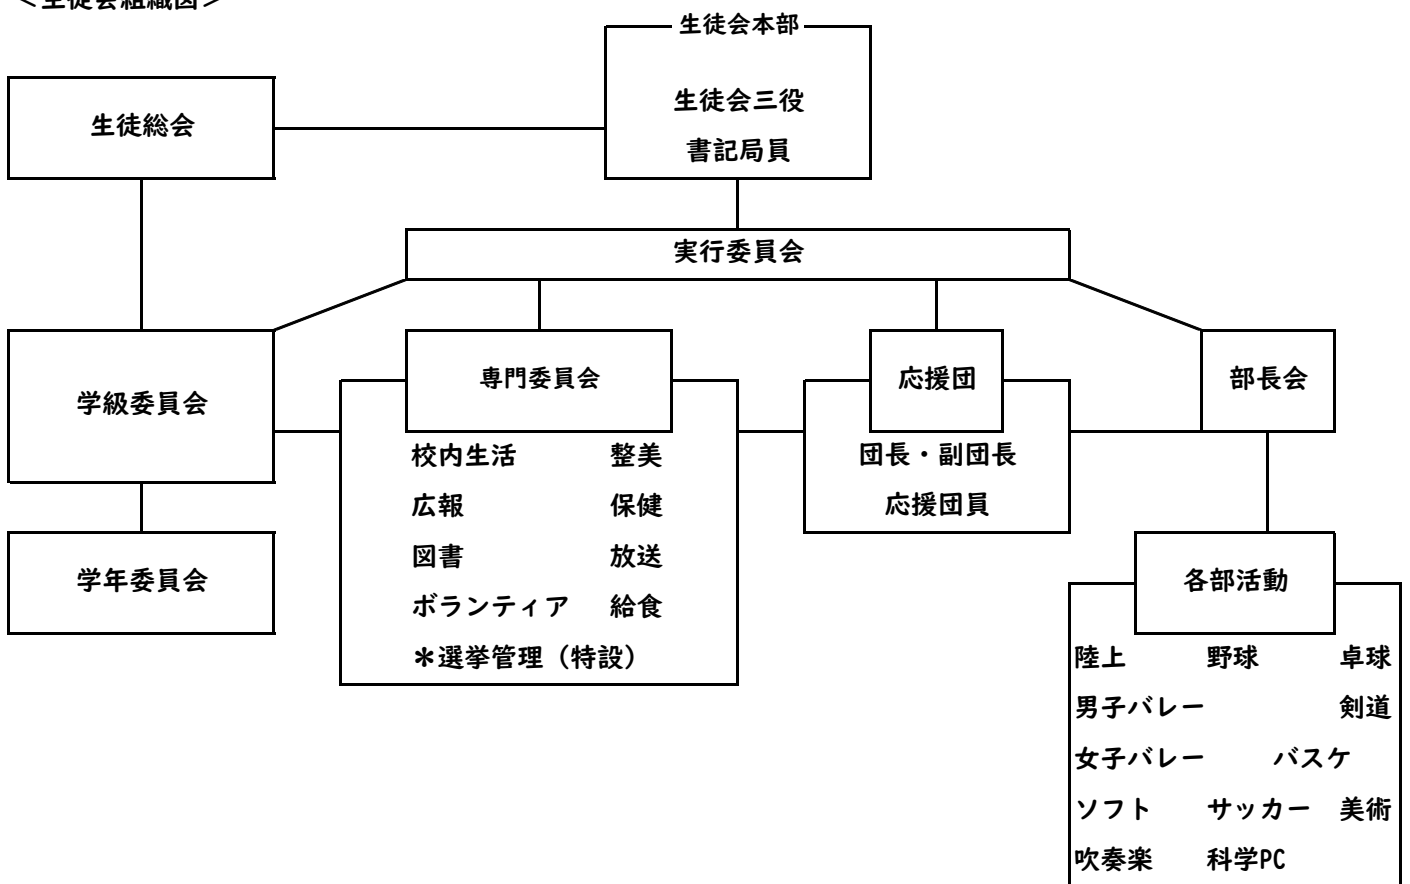 ＜生徒会組織図＞
生徒会本部
生徒会三役
書記局員
生徒総会
実行委員会
学級委員会
専門委員会
応援団
部長会
校内生活 整美
広報 保健
図書 放送
ボランティア 給食
＊選挙管理（特設）
団長・副団長
応援団員
学年委員会
各部活動
陸上 野球 卓球
男子バレー 剣道
女子バレー バスケ
ソフト サッカー 美術
吹奏楽 科学PC